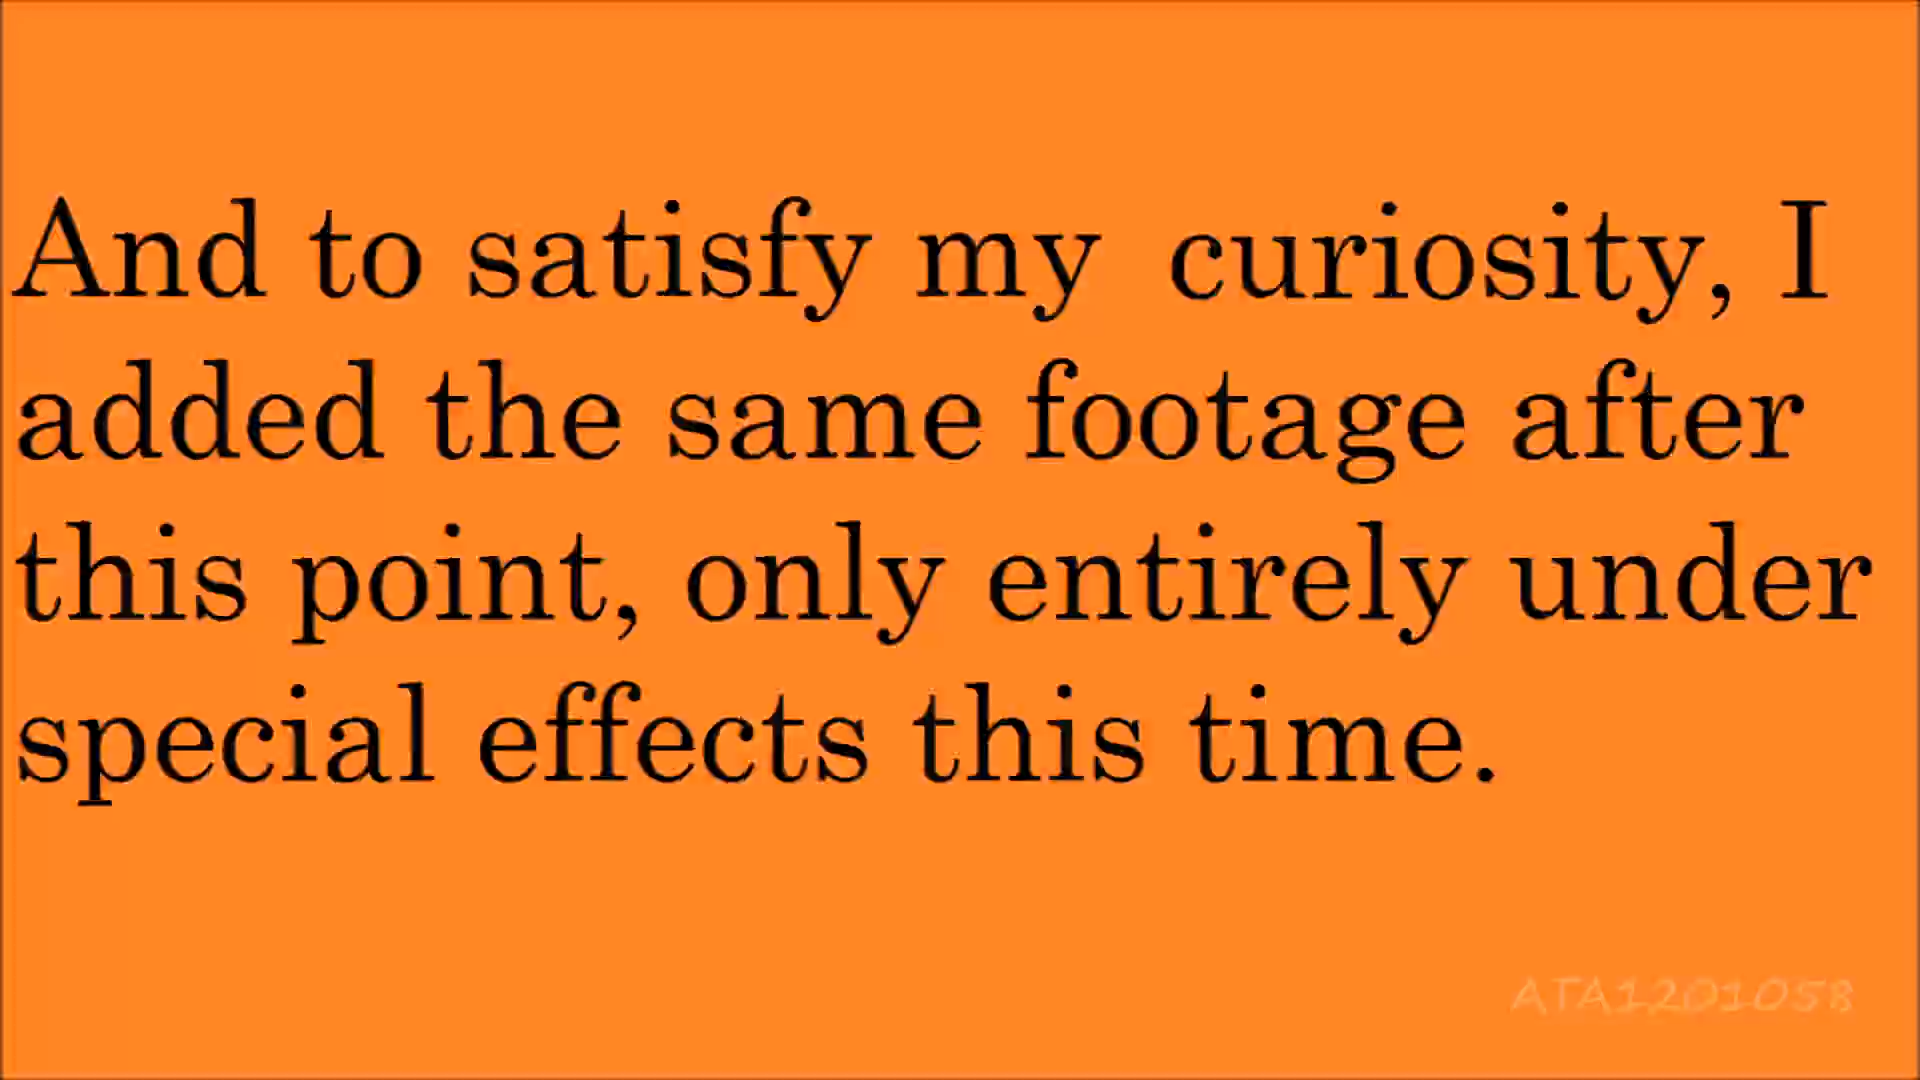 And to satisfy my curiosity, I
added the same footage after
this point, only entirely under
special effects this time.
ATA1201058